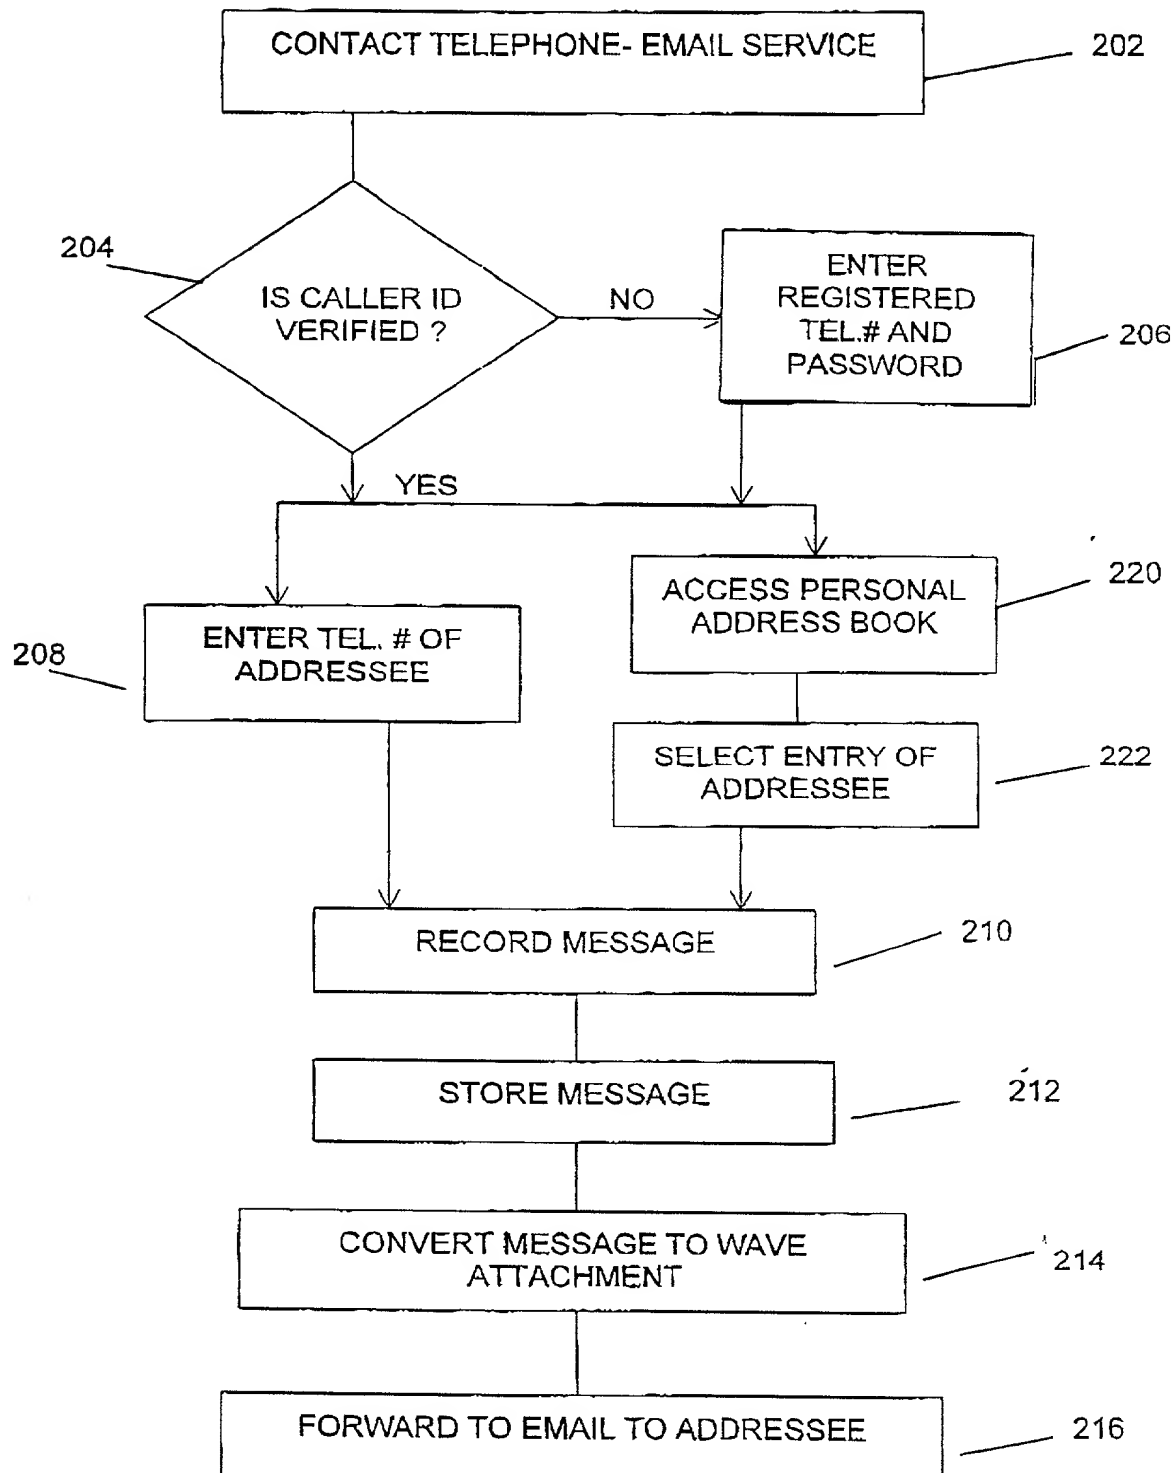 CONTACT TELEPHONE- EMAIL SERVICE
202
204
IS CALLER ID
VERIFIED ?
NO
ENTER
REGISTERED
TEL.# AND
PASSWORD
206
YES
220
ACCESS PERSONAL
ADDRESS BOOK
208
ENTER TEL. # OF
ADDRESSEE
SELECT ENTRY OF
ADDRESSEE
222
RECORD MESSAGE
210
STORE MESSAGE
212
CONVERT MESSAGE TO WAVE
ATTACHMENT
214
FORWARD TO EMAIL TO ADDRESSEE
216